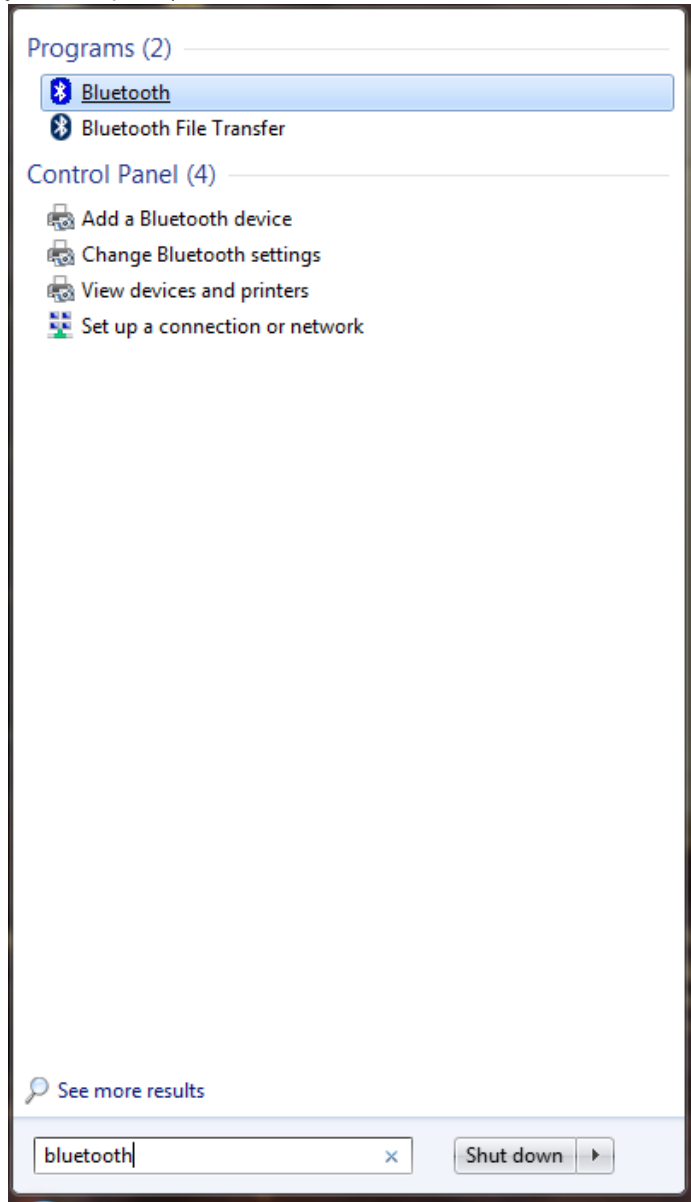 Programs (2)
Bluetooth
Bluetooth File Transfer
Control Panel (4)
Add a Bluetooth device
Change Bluetooth settings
View devices and printers
Set up a connection or network
See more results
bluetooth
Shut down